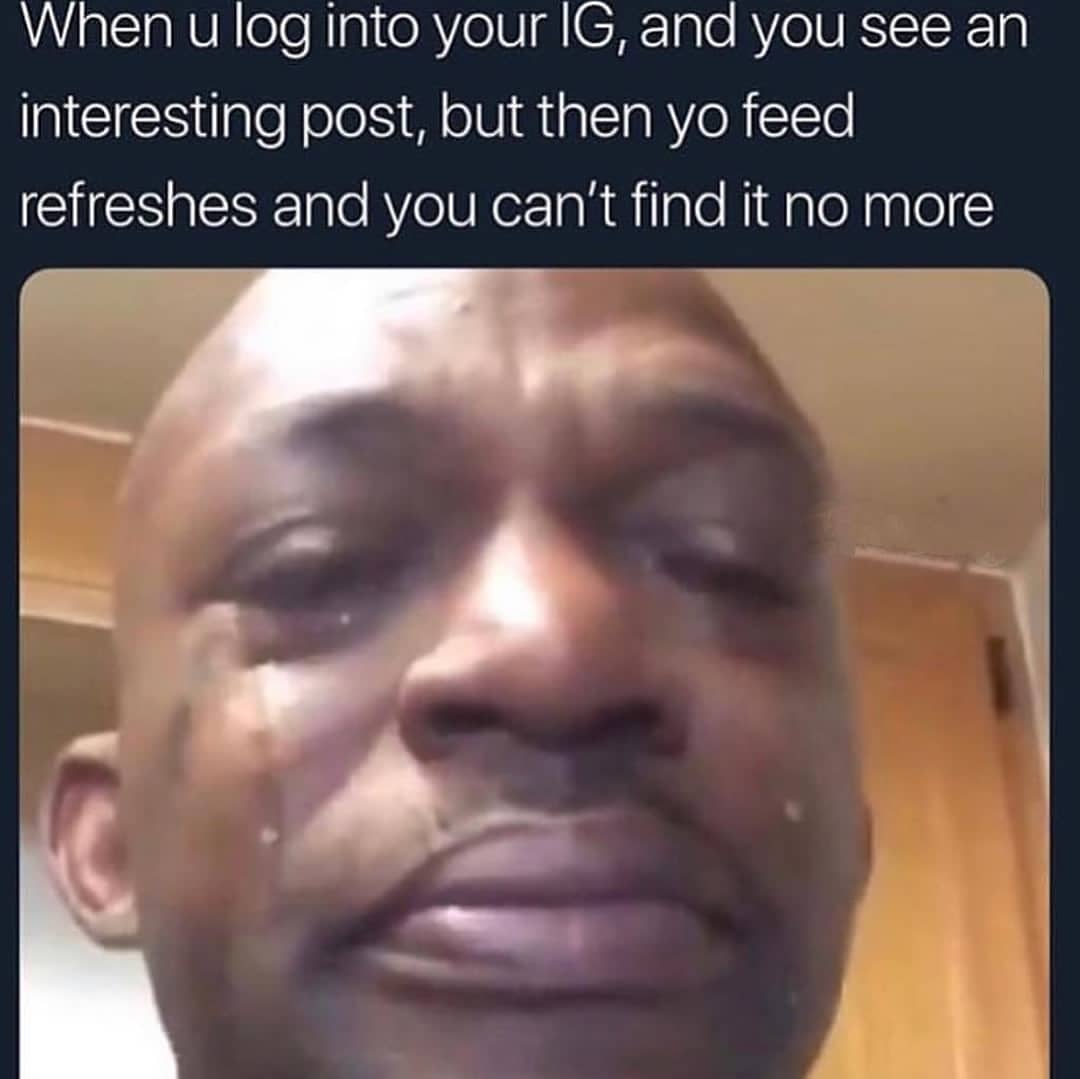 When u log into your IG, and you see an
interesting post, but then yo feed
refreshes and you can't find it no more